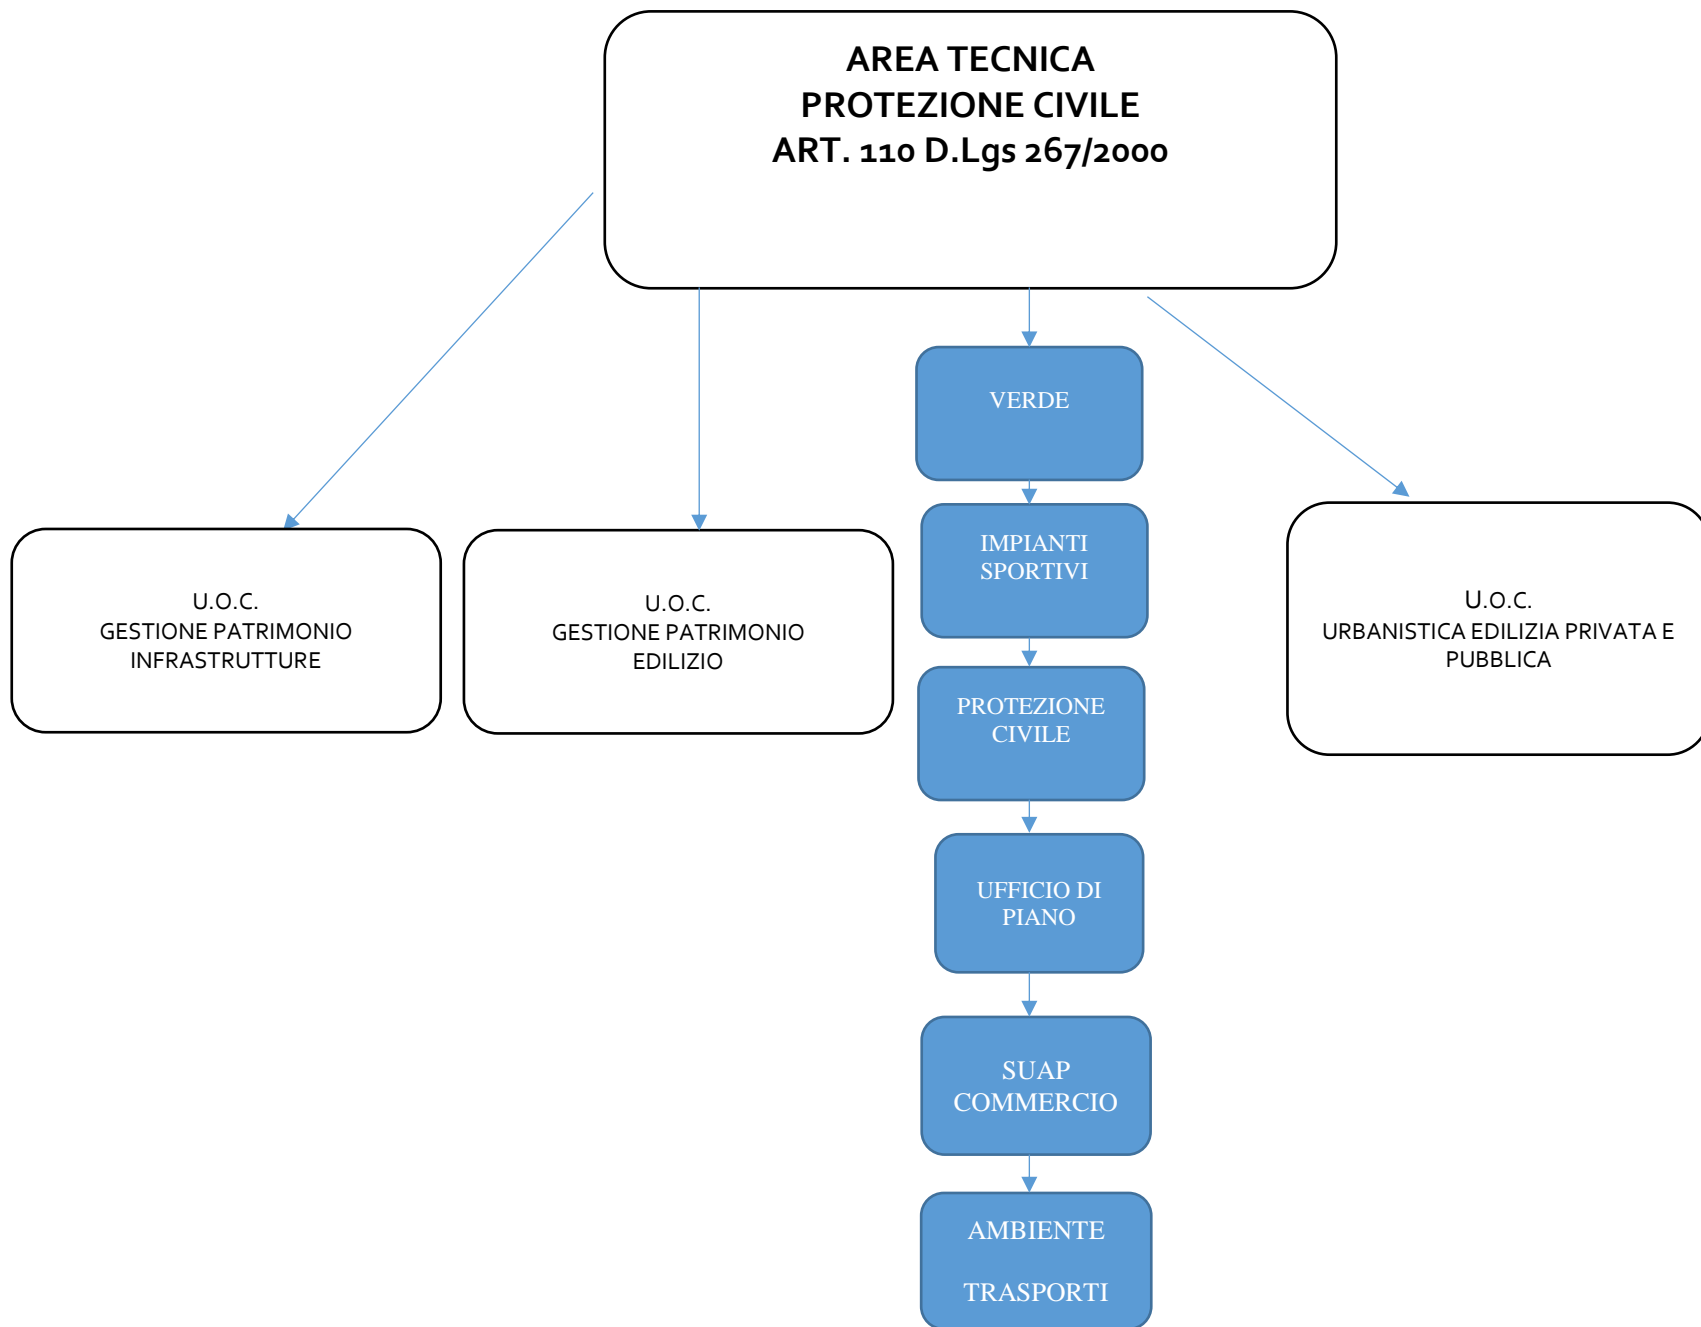 AREA TECNICA
PROTEZIONE CIVILE
ART. 110 D.Lgs 267/2000
VERDE
IMPIANTI
SPORTIVI
U.O.C.
GESTIONE PATRIMONIO
INFRASTRUTTURE
U.O.C.
GESTIONE PATRIMONIO
EDILIZIO
U.O.C.
URBANISTICA EDILIZIA PRIVATA E
PUBBLICA
PROTEZIONE
CIVILE
UFFICIO DI
PIANO
SUAP
COMMERCIO
AMBIENTE
TRASPORTI